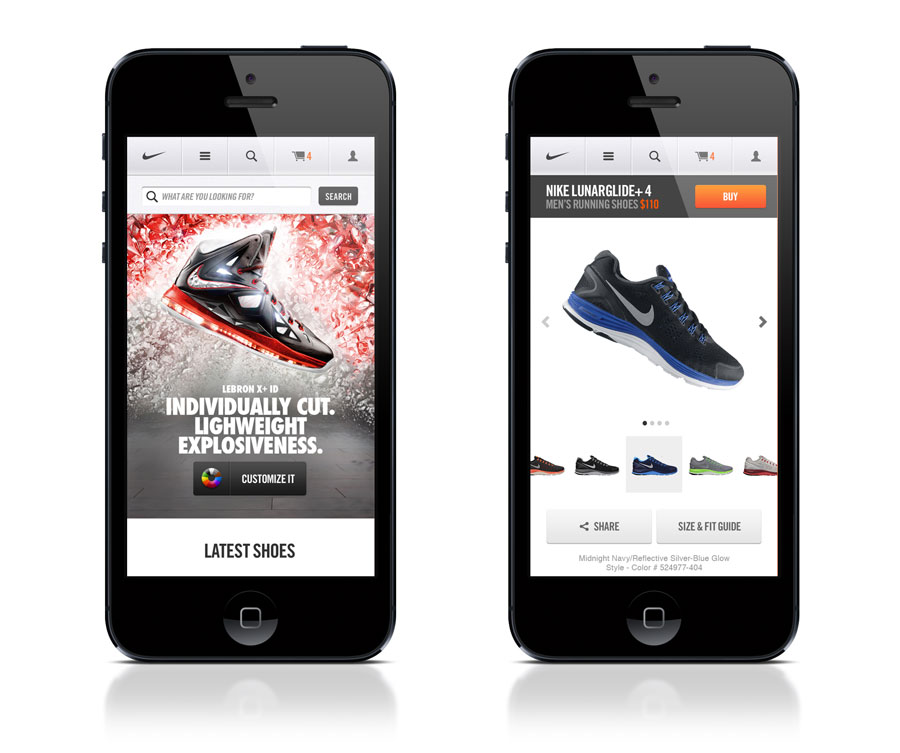 4
WHAT ARE YOU LOOKING FOR?
SEARCH
LEBRON X+ ID
INDIVIDUALLY CUT.
LIGHWEIGHT
EXPLOSIVENESS.
CUSTOMIZE IT
LATEST SHOES
4
NIKE LUNARGLIDE+ 4
MEN'S RUNNING SHOES $110
BUY
SHARE
SIZE & FIT GUIDE
Midnight Navy/Reflective Silver-Blue Glow
Style - Color # 524977-404